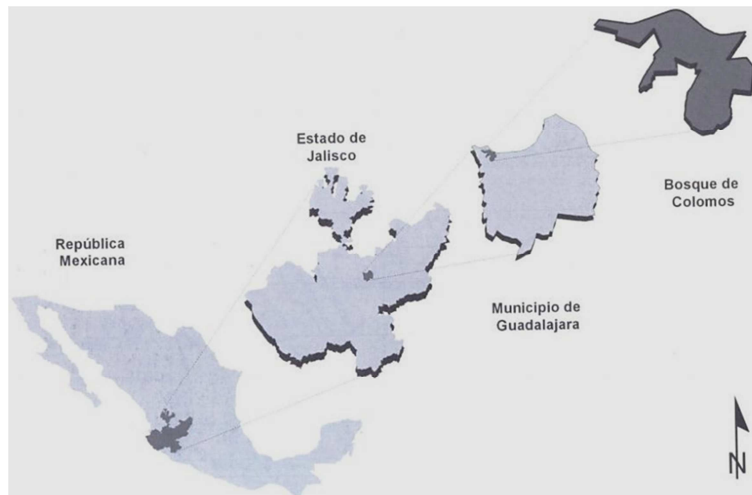 Estado de
Jalisco
República
Mexicana
Bosque de
Colomos
Municipio de
Guadalajara
N